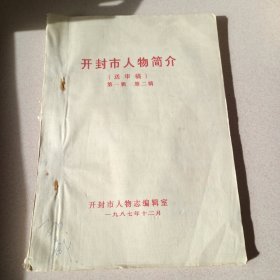 开封市人物简介
（送审稿）
第一辑 第二稿
开封市人物志编辑室
一九八七年十二月